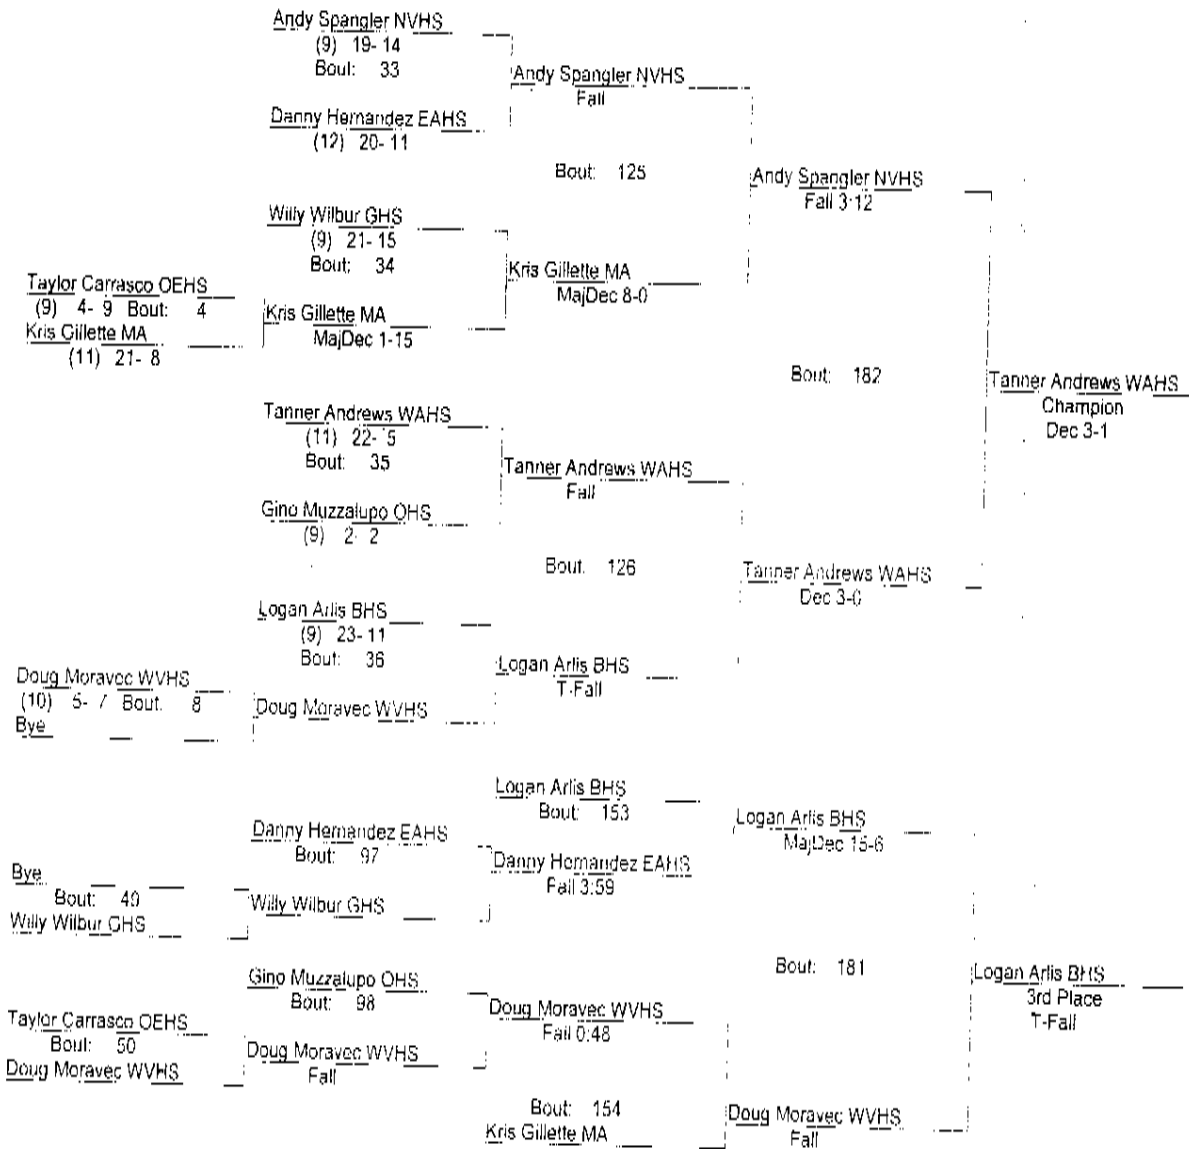 Andy Spangler NVHS
(9) 19- 14
Bout: 33
Andy Spangler NVHS
Fall
Danny Hernandez EAHS
(12) 20- 11
Bout: 125
Andy Spangler NVHS
Fall 3:12
Willy Wilbur GHS
(9) 21- 15
Bout: 34
Kris Gillette MA
MajDec 8-0
Taylor Carrasco OEHS
(9) 4- 9 Bout: 4
Kris Gillette MA
(11) 21- 8
Kris Gillette MA
MajDec 1-15
Bout: 182
Tanner Andrews WAHS
Champion
Dec 3-1
Tanner Andrews WAHS
(11) 22- 5
Bout: 35
Tanner Andrews WAHS
Fall
Gino Muzzalupo OHS
(9) 2- 2
Bout. 126
Tanner Andrews WAHS
Dec 3-0
Logan Arlis BHS
(9) 23- 11
Bout: 36
Logan Arlis BHS
T-Fall
Doug Moravec WVHS
(10) 5- 7 Bout. 8
Bye
Doug Moravec WVHS
Logan Arlis BHS
Bout: 153
Logan Arlis BHS
MajDec 15-6
Danny Hernandez EAHS
Bout: 97
Danny Hernandez EAHS
Fall 3:59
Bye
Bout: 49
Willy Wilbur GHS
Willy Wilbur GHS
Bout: 181
Logan Arlis BHS
3rd Place
T-Fall
Gino Muzzalupo OHS
Bout: 98
Doug Moravec WVHS
Fall 0:48
Taylor Carrasco OEHS
Bout: 50
Doug Moravec WVHS
Doug Moravec WVHS
Fall
Bout: 154
Kris Gillette MA
Doug Moravec WVHS
Fall